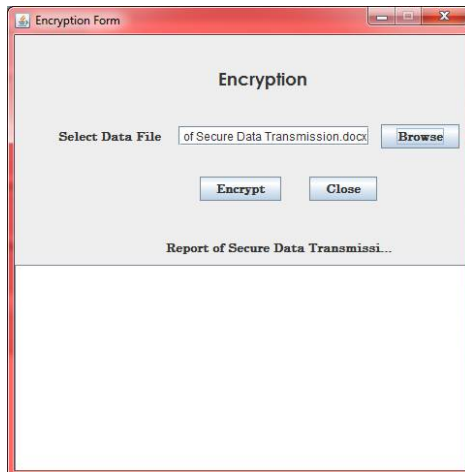 Encryption Form
Encryption
Select Data File of Secure Data Transmission.docx Browse
Encrypt Close
Report of Secure Data Transmissi...